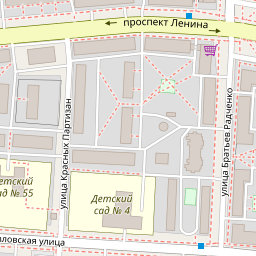 проспект Ленина
улица Красных Партизан
улица Братьев Радченко
Детский
сад № 4
етский
ад № 55
ловская улица